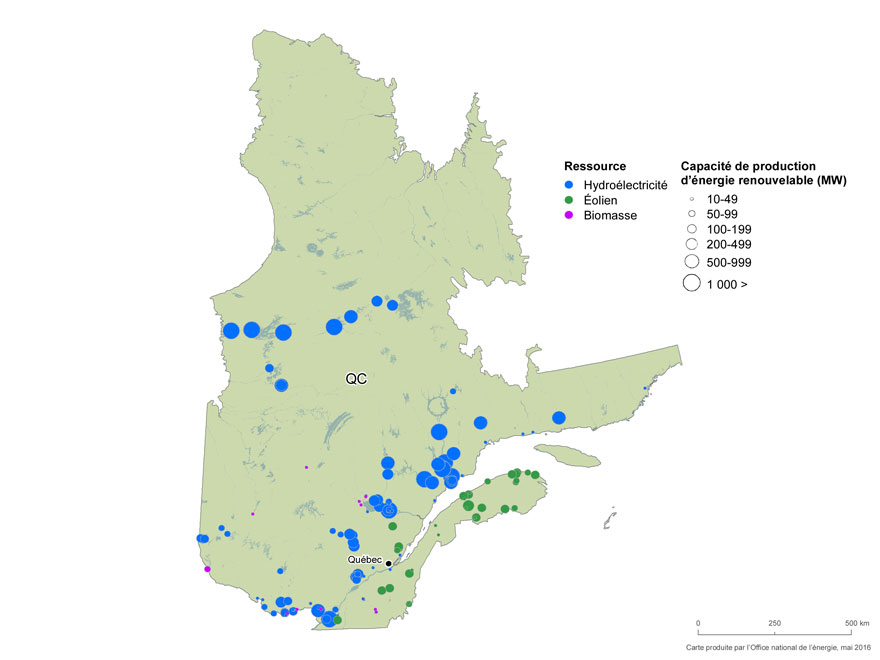 Ressource
Hydroélectricité
Éolien
Biomasse
Capacité de production
d'énergie renouvelable (MW)
10-49
50-99
100-199
200-499
500-999
1 000 >
QC
Québec
0
250
500 km
Carte produite par l'Office national de l'énergie, mai 2016